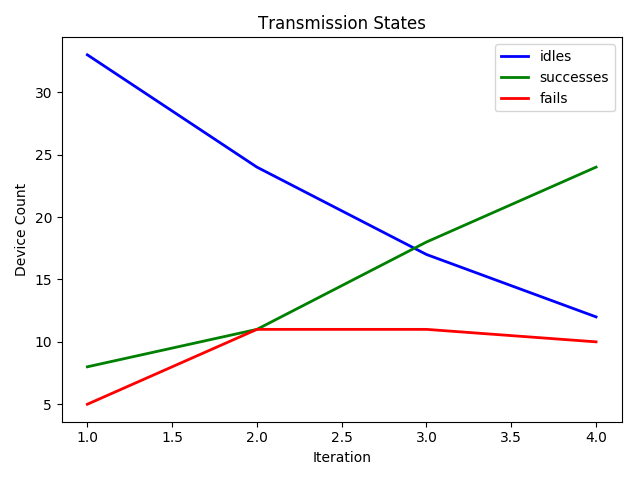 Transmission States
idles
successes
fails
Device Count
30
25
20
15
10
5
1.0 1.5 2.0 2.5 3.0 3.5 4.0
Iteration